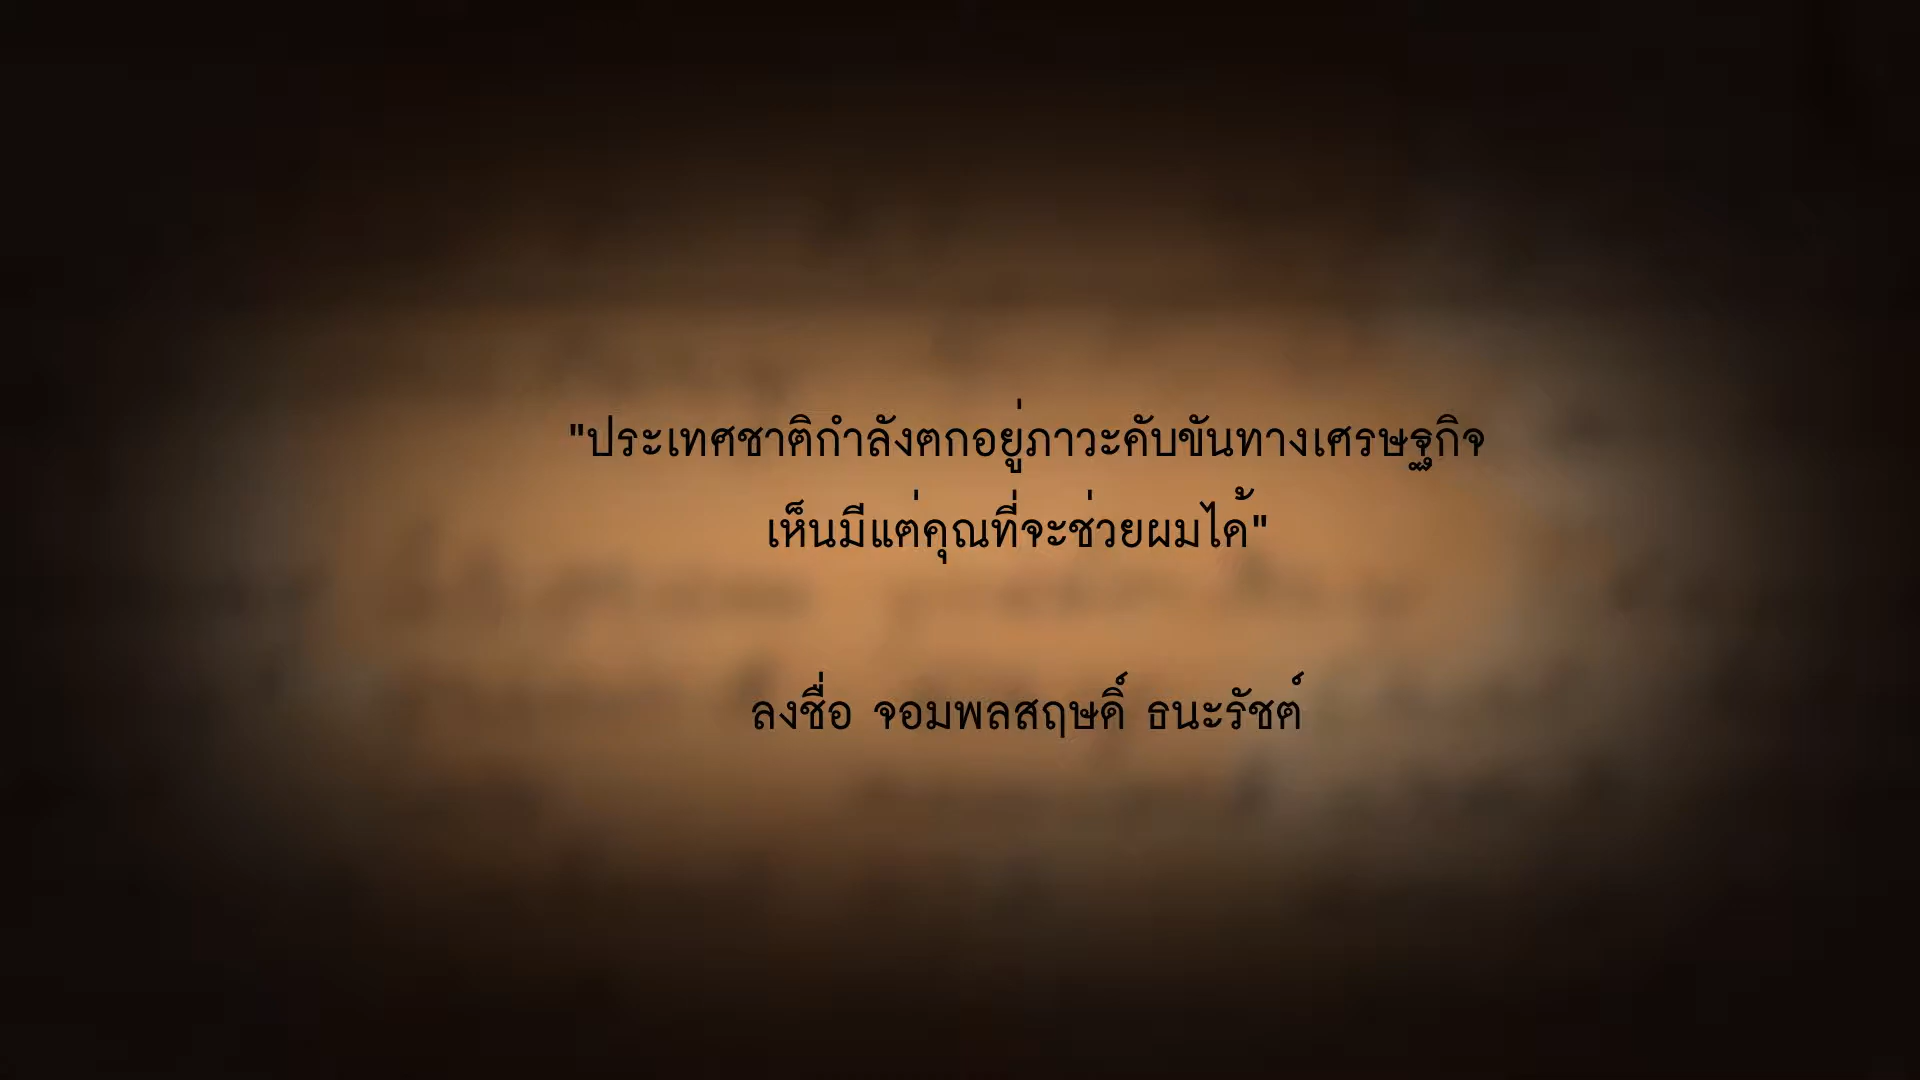 "ประเทศชาติกำลังตกอยู่ภาวะคับขันทางเศรษฐกิจ
เห็นมีแต่คุณที่จะช่วยผมได้"
ลงชื่อ จอมพลสฤษดิ์ ธนะรัชต์